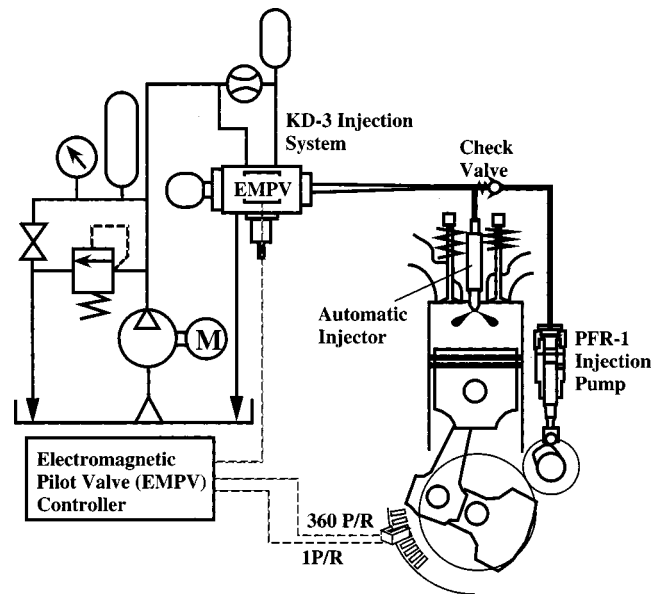 KD-3 Injection
System
Check
Valve
EMPV
Automatic
Injector
M
PFR-1
Injection
Pump
Electromagnetic
Pilot Valve (EMPV)
Controller
360 P/R
1P/R